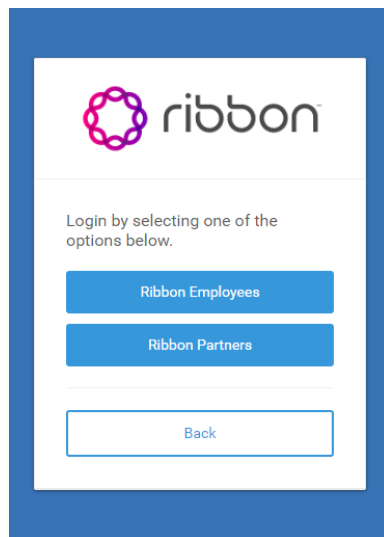 ribbon
Login by selecting one of the
options below.
Ribbon Employees
Ribbon Partners
Back